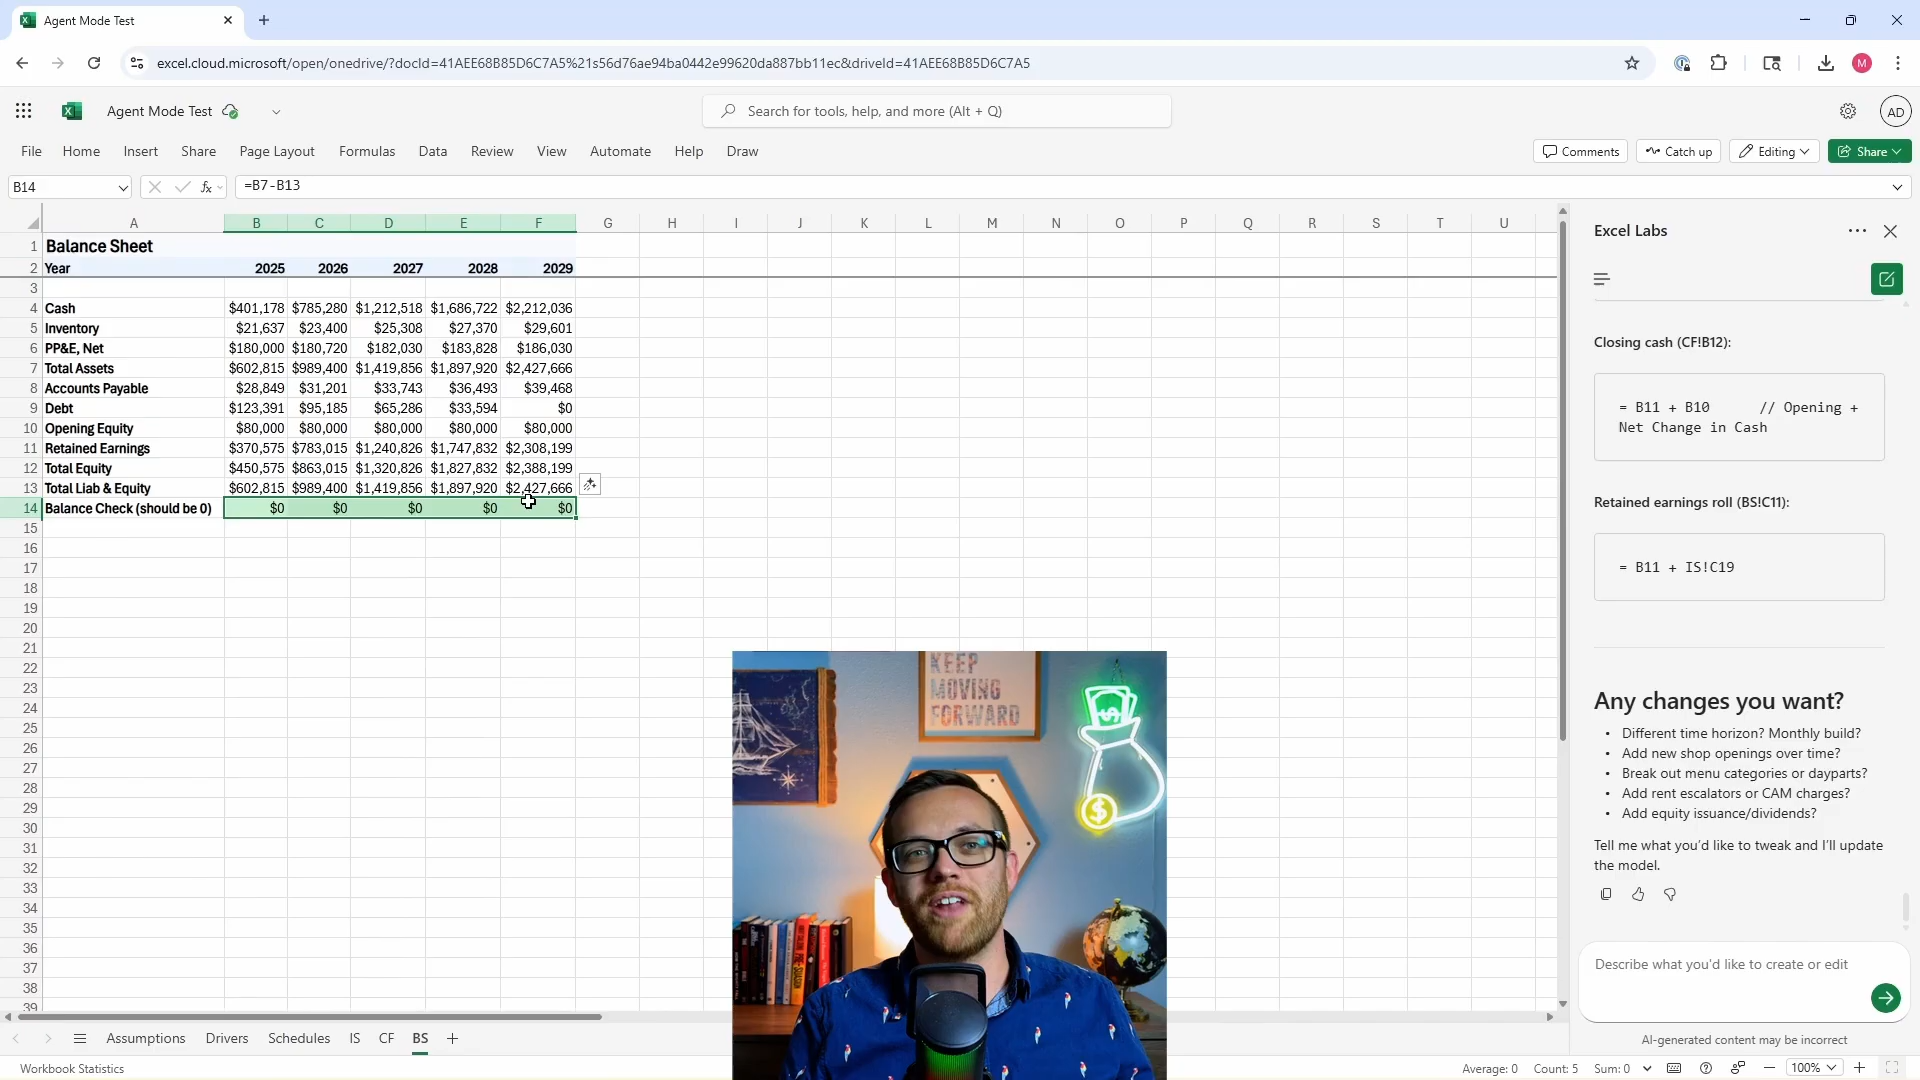 Agent Mode Test
excel.cloud.microsoft/open/onedrive/?docId=41AEE68B85D6C7A5%21s56d76ae94ba0442e99620da887bb11ec&driveId=41AEE68B85D6C7A5
M
Agent Mode Test
Search for tools, help, and more (Alt + Q)
AD
File Home Insert Share Page Layout Formulas Data Review View Automate Help Draw
Comments Catch up Editing Share
B14 fx =B7-B13
A B C D E F G H I J K L M N O P Q R S T U
1 Balance Sheet
2 Year 2025 2026 2027 2028 2029
3
4 Cash $401,178 $785,280 $1,212,518 $1,686,722 $2,212,036
5 Inventory $21,637 $23,400 $25,308 $27,370 $29,601
6 PP&E, Net $180,000 $180,720 $182,030 $183,828 $186,030
7 Total Assets $602,815 $989,400 $1,419,856 $1,897,920 $2,427,666
8 Accounts Payable $28,849 $31,201 $33,743 $36,493 $39,468
9 Debt $123,391 $95,185 $65,286 $33,594 $0
10 Opening Equity $80,000 $80,000 $80,000 $80,000 $80,000
11 Retained Earnings $370,575 $783,015 $1,240,826 $1,747,832 $2,308,199
12 Total Equity $450,575 $863,015 $1,320,826 $1,827,832 $2,388,199
13 Total Liab & Equity $602,815 $989,400 $1,419,856 $1,897,920 $2,427,666
14 Balance Check (should be 0) $0 $0 $0 $0 $0
15
16
17
18
19
20
21
22
23
24
25
26
27
28
29
30
31
32
33
34
35
36
37
38
39
KEEP
MOVING
FORWARD
$
$
Excel Labs
Closing cash (CF!B12):
= B11 + B10 // Opening +
Net Change in Cash
Retained earnings roll (BS!C11):
= B11 + IS!C19
Any changes you want?
• Different time horizon? Monthly build?
• Add new shop openings over time?
• Break out menu categories or dayparts?
• Add rent escalators or CAM charges?
• Add equity issuance/dividends?
Tell me what you'd like to tweak and I'll update
the model.
Describe what you'd like to create or edit
AI-generated content may be incorrect
Assumptions Drivers Schedules IS CF BS
Workbook Statistics
Average: 0 Count: 5 Sum: 0 100%